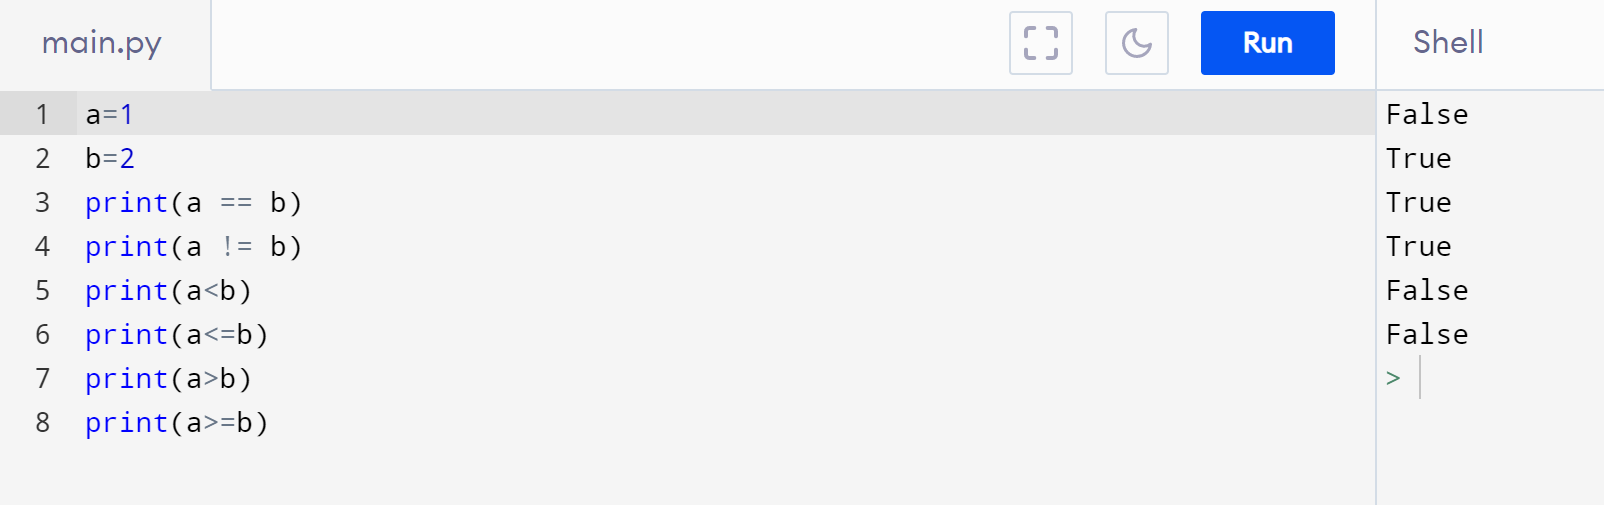 main.py
Run
Shell
1 a=1
2 b=2
3 print(a == b)
4 print(a != b)
5 print(a<b)
6 print(a<=b)
7 print(a>b)
8 print(a>=b)
False
True
True
True
False
False
>